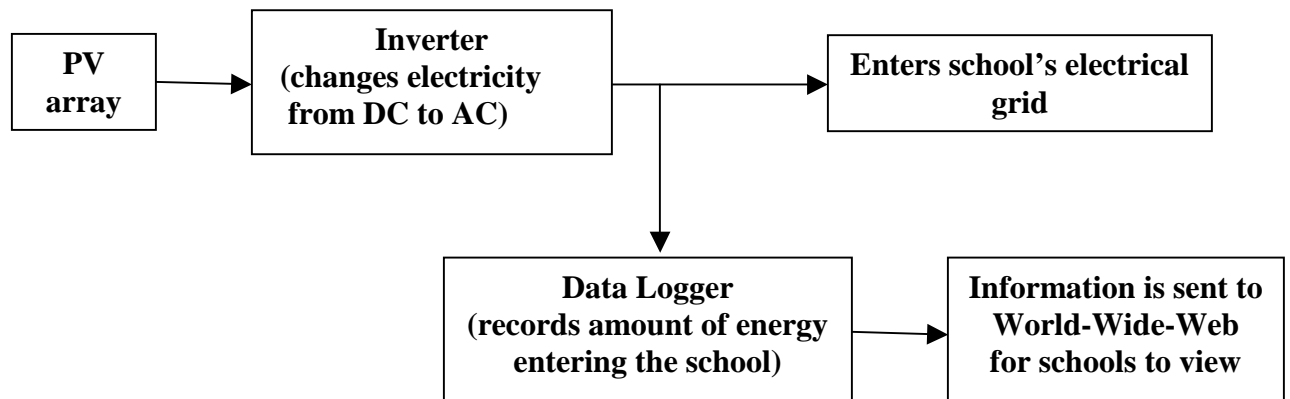 PV
array
Inverter
(changes electricity
from DC to AC)
Enters school’s electrical
grid
Data Logger
(records amount of energy
entering the school)
Information is sent to
World-Wide-Web
for schools to view